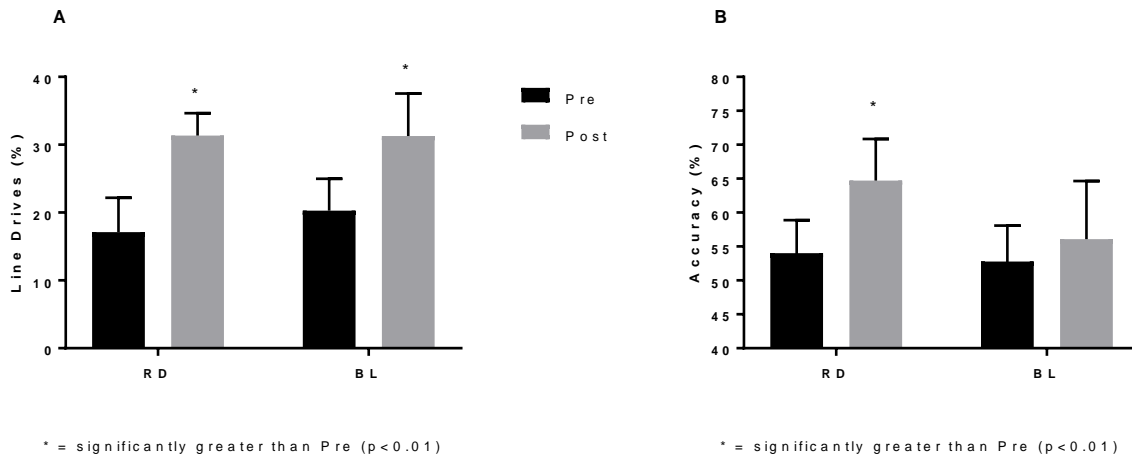 A
Line Drives (%)
40
30
20
10
0
*
*
RD
BL
Pre
Post
* = significantly greater than Pre (p<0.01)
B
Accuracy (%)
80
75
70
65
60
55
50
45
40
*
RD
BL
* = significantly greater than Pre (p<0.01)